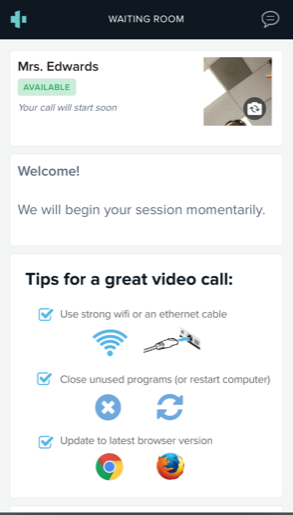 WAITING ROOM
Mrs. Edwards
AVAILABLE
Your call will start soon
Welcome!
We will begin your session momentarily.
Tips for a great video call:
Use strong wifi or an ethernet cable
Close unused programs (or restart computer)
Update to latest browser version